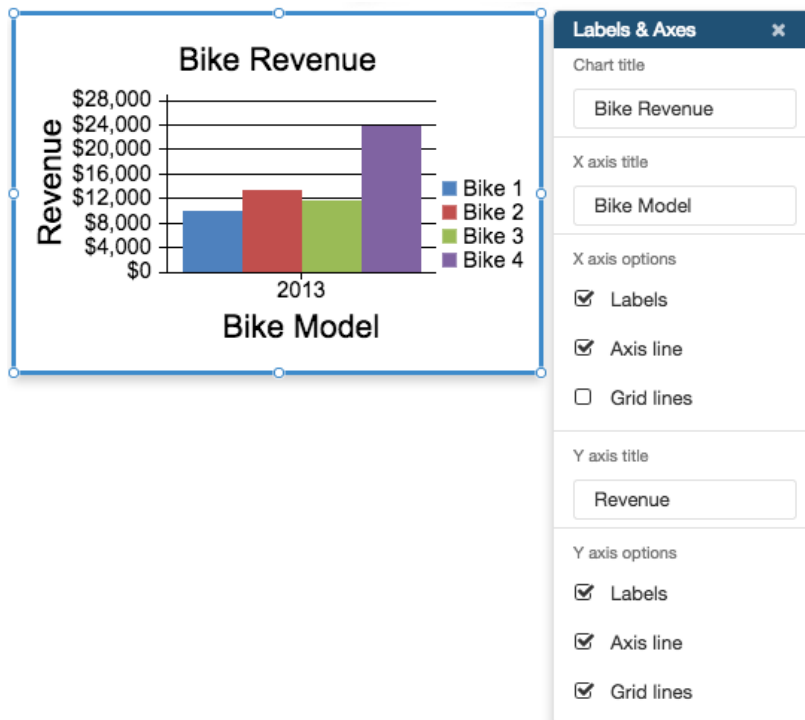 Bike Revenue
Revenue
$28,000
$24,000
$20,000
$16,000
$12,000
$8,000
$4,000
$0
2013
Bike Model
Bike 1
Bike 2
Bike 3
Bike 4
Labels & Axes
Chart title
Bike Revenue
X axis title
Bike Model
X axis options
Labels
Axis line
Grid lines
Y axis title
Revenue
Y axis options
Labels
Axis line
Grid lines